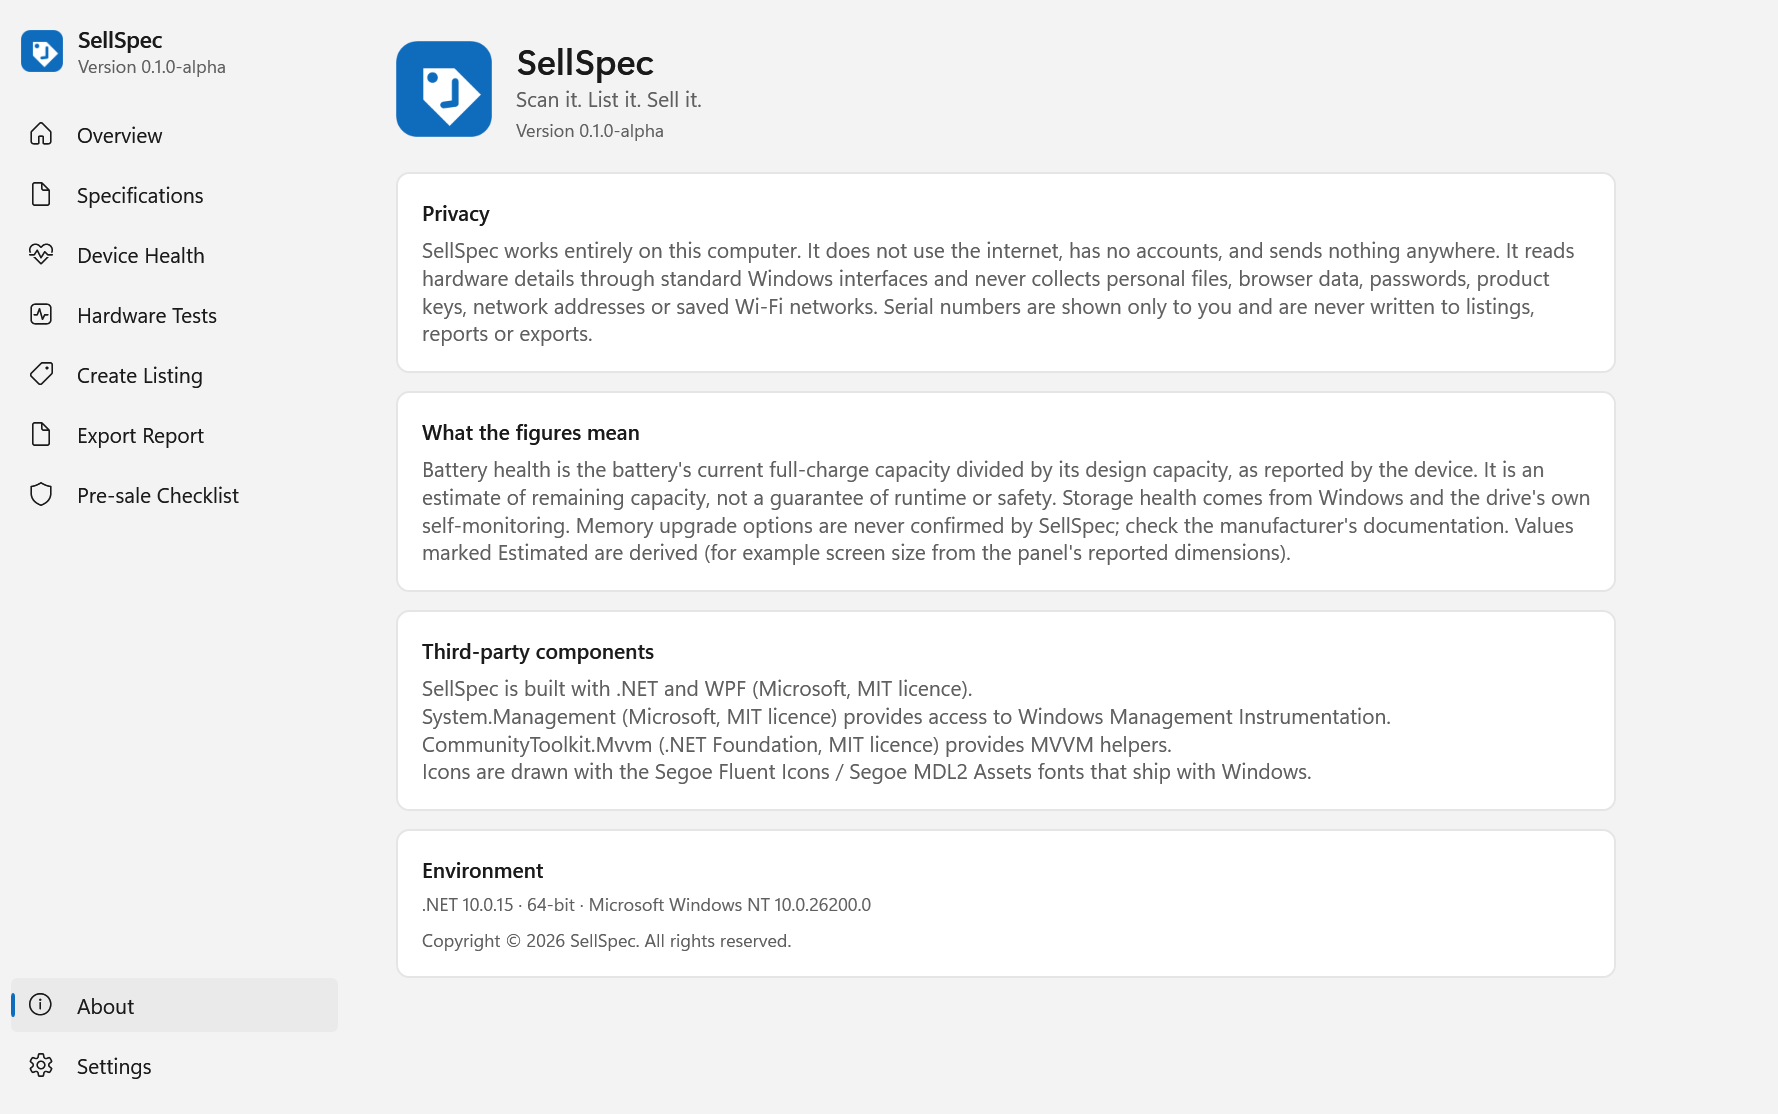 SellSpec
Version 0.1.0-alpha
Overview
Specifications
Device Health
Hardware Tests
Create Listing
Export Report
Pre-sale Checklist
About
Settings
SellSpec
Scan it. List it. Sell it.
Version 0.1.0-alpha
Privacy
SellSpec works entirely on this computer. It does not use the internet, has no accounts, and sends nothing anywhere. It reads
hardware details through standard Windows interfaces and never collects personal files, browser data, passwords, product
keys, network addresses or saved Wi-Fi networks. Serial numbers are shown only to you and are never written to listings,
reports or exports.
What the figures mean
Battery health is the battery's current full-charge capacity divided by its design capacity, as reported by the device. It is an
estimate of remaining capacity, not a guarantee of runtime or safety. Storage health comes from Windows and the drive's own
self-monitoring. Memory upgrade options are never confirmed by SellSpec; check the manufacturer's documentation. Values
marked Estimated are derived (for example screen size from the panel's reported dimensions).
Third-party components
SellSpec is built with .NET and WPF (Microsoft, MIT licence).
System.Management (Microsoft, MIT licence) provides access to Windows Management Instrumentation.
CommunityToolkit.Mvvm (.NET Foundation, MIT licence) provides MVVM helpers.
Icons are drawn with the Segoe Fluent Icons / Segoe MDL2 Assets fonts that ship with Windows.
Environment
.NET 10.0.15 · 64-bit · Microsoft Windows NT 10.0.26200.0
Copyright © 2026 SellSpec. All rights reserved.